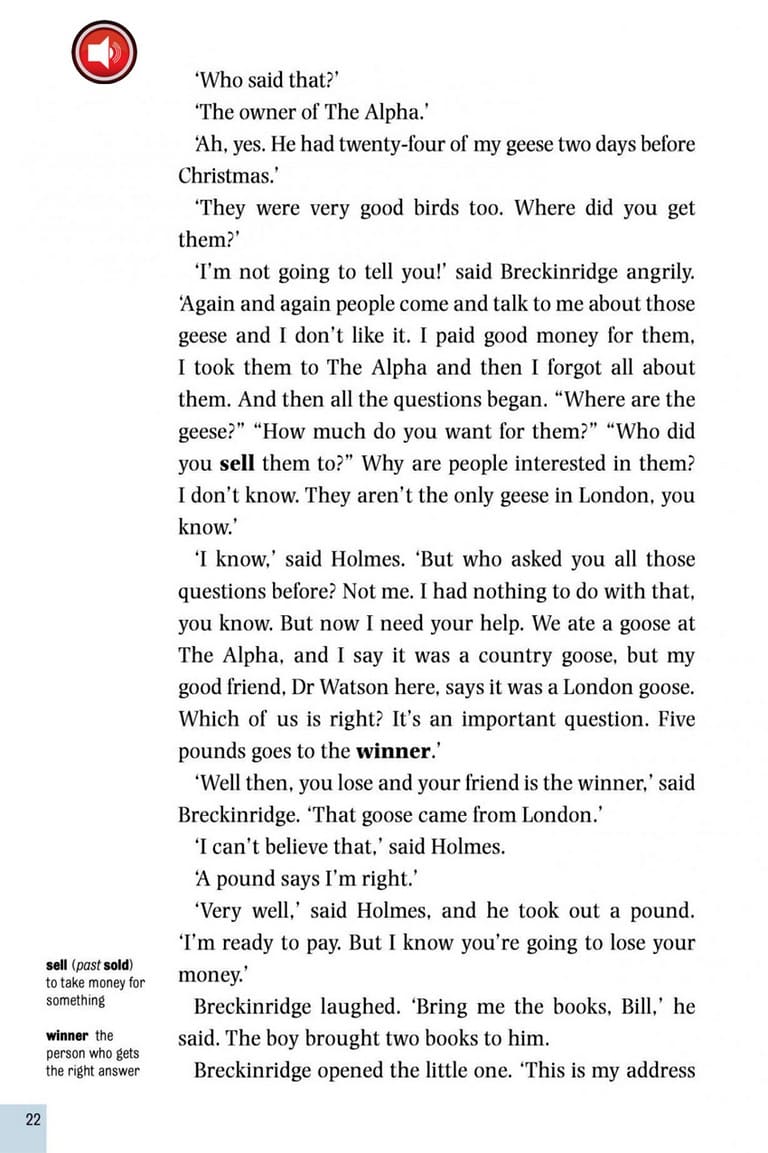 ‘Who said that?’
‘The owner of The Alpha.’
‘Ah, yes. He had twenty-four of my geese two days before
Christmas.’
‘They were very good birds too. Where did you get
them?’
‘I’m not going to tell you!’ said Breckinridge angrily.
‘Again and again people come and talk to me about those
geese and I don’t like it. I paid good money for them,
I took them to The Alpha and then I forgot all about
them. And then all the questions began. “Where are the
geese?” “How much do you want for them?” “Who did
you sell them to?” Why are people interested in them?
I don’t know. They aren’t the only geese in London, you
know.’
‘I know,’ said Holmes. ‘But who asked you all those
questions before? Not me. I had nothing to do with that,
you know. But now I need your help. We ate a goose at
The Alpha, and I say it was a country goose, but my
good friend, Dr Watson here, says it was a London goose.
Which of us is right? It’s an important question. Five
pounds goes to the winner.’
‘Well then, you lose and your friend is the winner,’ said
Breckinridge. ‘That goose came from London.’
‘I can’t believe that,’ said Holmes.
‘A pound says I’m right.’
‘Very well,’ said Holmes, and he took out a pound.
‘I’m ready to pay. But I know you’re going to lose your
money.’
Breckinridge laughed. ‘Bring me the books, Bill,’ he
said. The boy brought two books to him.
Breckinridge opened the little one. ‘This is my address
sell (past sold)
to take money for
something
winner the
person who gets
the right answer
22